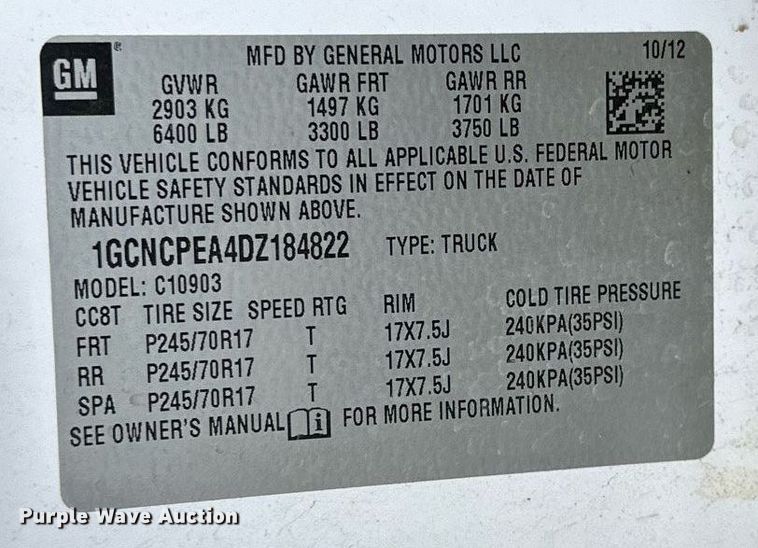 GM®
MFD BY GENERAL MOTORS LLC 10/12
GVWR GAWR FRT GAWR RR
2903 KG 1497 KG 1701 KG
6400 LB 3300 LB 3750 LB
THIS VEHICLE CONFORMS TO ALL APPLICABLE U.S. FEDERAL MOTOR
VEHICLE SAFETY STANDARDS IN EFFECT ON THE DATE OF
MANUFACTURE SHOWN ABOVE.
1GCNCPEA4DZ184822 TYPE: TRUCK
MODEL: C10903
CC8T TIRE SIZE SPEED RTG RIM COLD TIRE PRESSURE
FRT P245/70R17 T 17X7.5J 240KPA(35PSI)
RR P245/70R17 T 17X7.5J 240KPA(35PSI)
SPA P245/70R17 T 17X7.5J 240KPA(35PSI)
SEE OWNER'S MANUAL i FOR MORE INFORMATION.
Purple Wave Auction